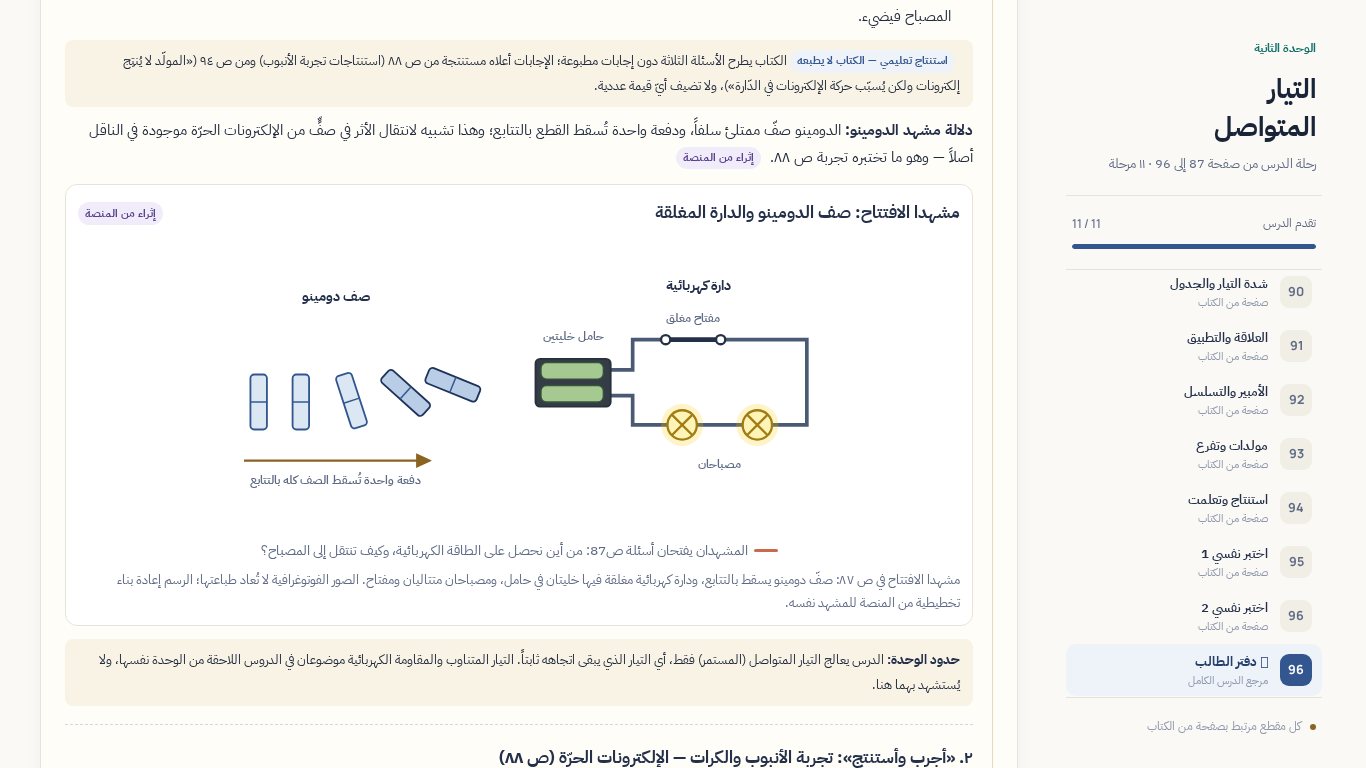 الوحدة الثانية
التيار
المتواصل
رحلة الدرس من صفحة 87 إلى 96 · ١١ مرحلة
تقدم الدرس
11 / 11
90
شدة التيار والجدول
صفحة من الكتاب
91
العلاقة والتطبيق
صفحة من الكتاب
92
الأمبير والتسلسل
صفحة من الكتاب
93
مولدات وتفرع
صفحة من الكتاب
94
استنتاج وتعلمت
صفحة من الكتاب
95
اختبر نفسي 1
صفحة من الكتاب
96
اختبر نفسي 2
صفحة من الكتاب
96
دفتر الطالب
مرجع الدرس الكامل
كل مقطع مرتبط بصفحة من الكتاب
المصباح فيضيء.
استنتاج تعليمي — الكتاب لا يطبعه الكتاب يطرح الأسئلة الثلاثة دون إجابات مطبوعة؛ الإجابات أعلاه مستنتجة من ص ٨٨ (استنتاجات تجربة الأنبوب) ومن ص ٩٤ («المولّد لا يُنتِج
إلكترونات ولكن يُسبّب حركة الإلكترونات في الدّارة»)، ولا تضيف أيّ قيمة عددية.
دلالة مشهد الدومينو: الدومينو صفّ ممتلئ سلفاً، ودفعة واحدة تُسقط القطع بالتتابع؛ وهذا تشبيه لانتقال الأثر في صفٍّ من الإلكترونات الحرّة موجودة في الناقل
أصلاً — وهو ما تختبره تجربة ص ٨٨. إثراء من المنصة
مشهدا الافتتاح: صف الدومينو والدارة المغلقة
إثراء من المنصة
دارة كهربائية
مفتاح مغلق
حامل خليتين
مصباحان
صف دومينو
دفعة واحدة تُسقط الصف كله بالتتابع
المشهدان يفتحان أسئلة ص87: من أين نحصل على الطاقة الكهربائية، وكيف تنتقل إلى المصباح؟
مشهدا الافتتاح في ص ٨٧: صفّ دومينو يسقط بالتتابع، ودارة كهربائية مغلقة فيها خليتان في حامل، ومصباحان متتاليان ومفتاح. الصور الفوتوغرافية لا تُعاد طباعتها؛ الرسم إعادة بناء
تخطيطية من المنصة للمشهد نفسه.
حدود الوحدة: الدرس يعالج التيار المتواصل (المستمر) فقط، أي التيار الذي يبقى اتجاهه ثابتاً. التيار المتناوب والمقاومة الكهربائية موضوعان في الدروس اللاحقة من الوحدة نفسها، ولا
يُستشهد بهما هنا.
٢. «أجرب وأستنتج»: تجربة الأنبوب والكرات — الإلكترونات الحرّة (ص ٨٨)